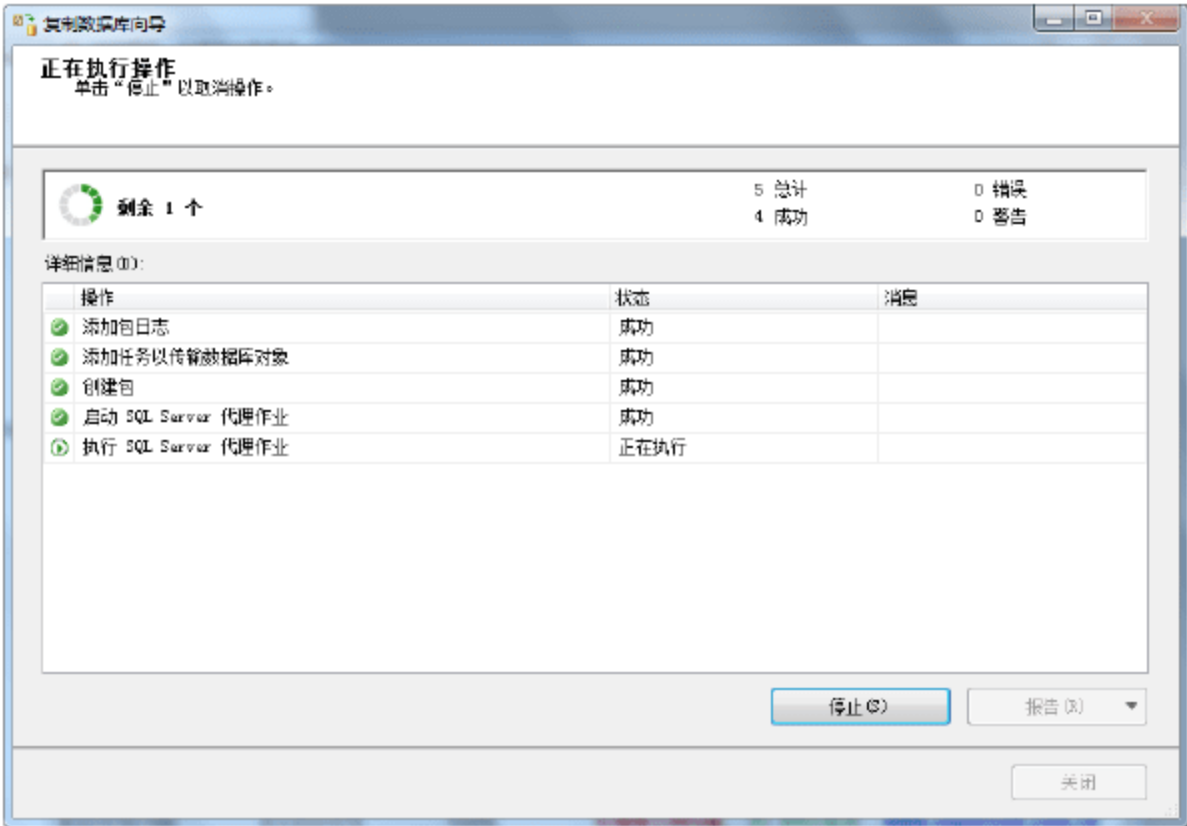 复制数据库向导
正在执行操作
单击“停止”以取消操作。
剩余 1 个
5 总计
0 错误
4 成功
0 警告
详细信息(D):
操作 状态 消息
添加包日志 成功
添加任务以传输数据库对象 成功
创建包 成功
启动 SQL Server 代理作业 成功
执行 SQL Server 代理作业 正在执行
停止(S)
报告(R)
关闭